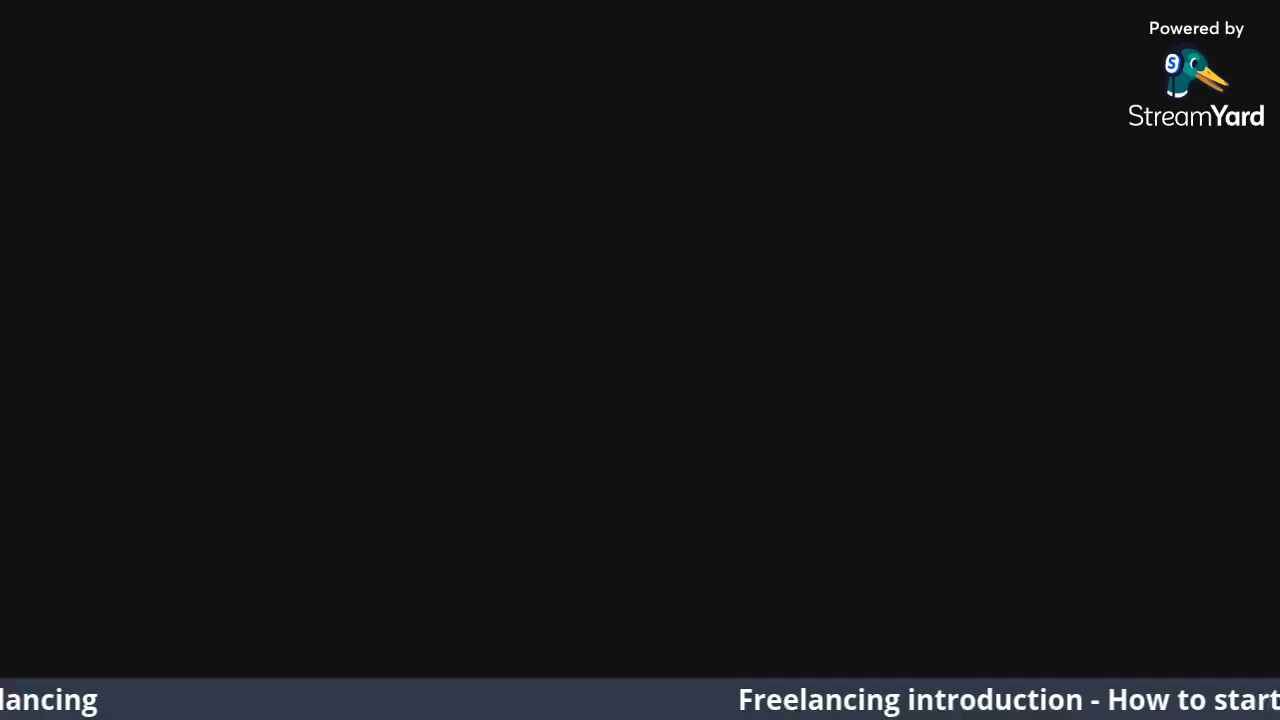 Powered by
S
StreamYard
lancing Freelancing introduction - How to start